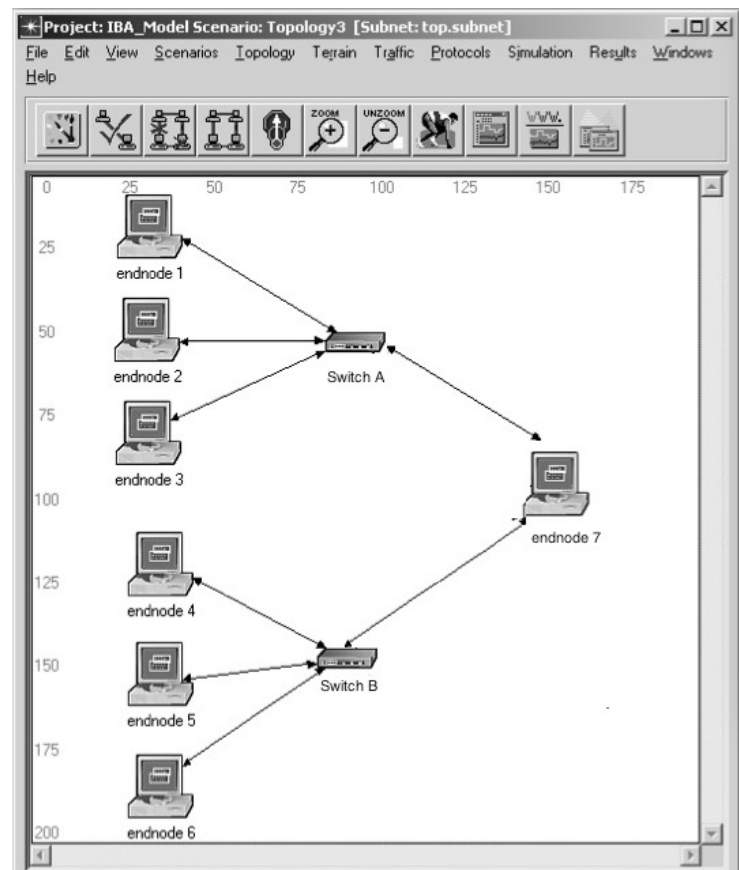 Project: IBA_Model Scenario: Topology3 [Subnet: top.subnet]
File Edit View Scenarios Topology Terrain Traffic Protocols Simulation Results Windows
Help
ZOOM UNZOOM WWW.
0 25 50 75 100 125 150 175
25
endnode 1
50
endnode 2
Switch A
75
endnode 3
100
endnode 7
125
endnode 4
150
Switch B
endnode 5
175
200
endnode 6